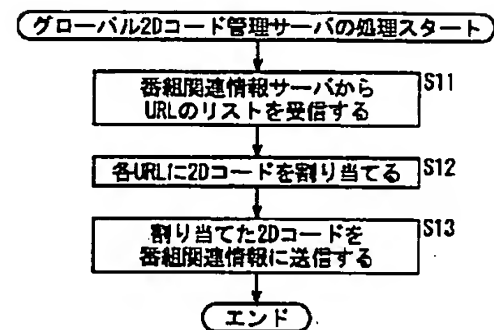 グローバル2Dコード管理サーバの処理スタート
番組関連情報サーバから
URLのリストを受信する
S11
各URLに2Dコードを割り当てる
S12
割り当てた2Dコードを
番組関連情報に送信する
S13
エンド